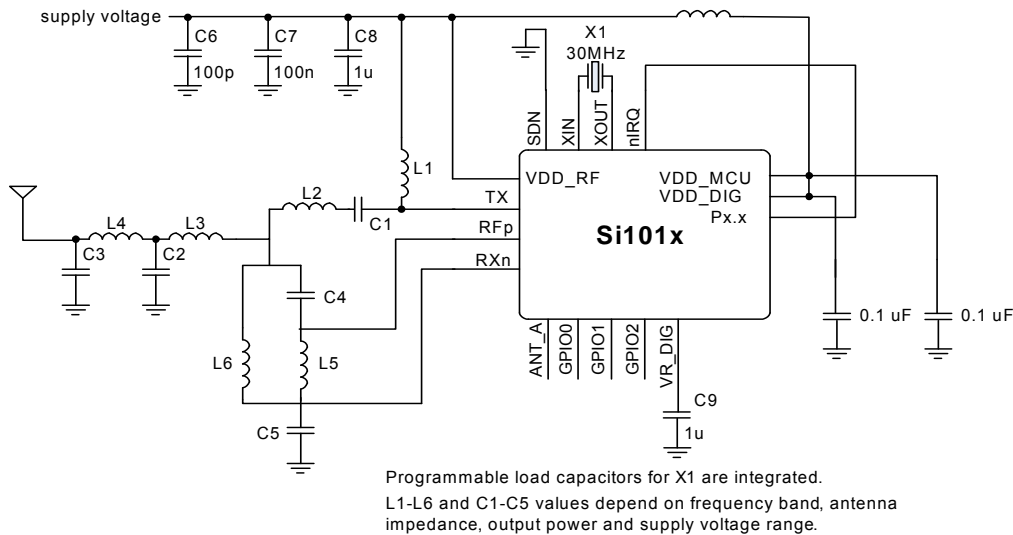 supply voltage
C6
100p
C7
100n
C8
1u
X1
30MHz
SDN
XIN
XOUT
nIRQ
L1
VDD_RF
VDD_MCU
VDD_DIG
Px.x
TX
RFp
RXn
Si101x
L2
C1
L4
L3
C3
C2
C4
L6
L5
C5
0.1 uF
0.1 uF
ANT_A
GPIO0
GPIO1
GPIO2
VR_DIG
C9
1u
Programmable load capacitors for X1 are integrated.
L1-L6 and C1-C5 values depend on frequency band, antenna
impedance, output power and supply voltage range.